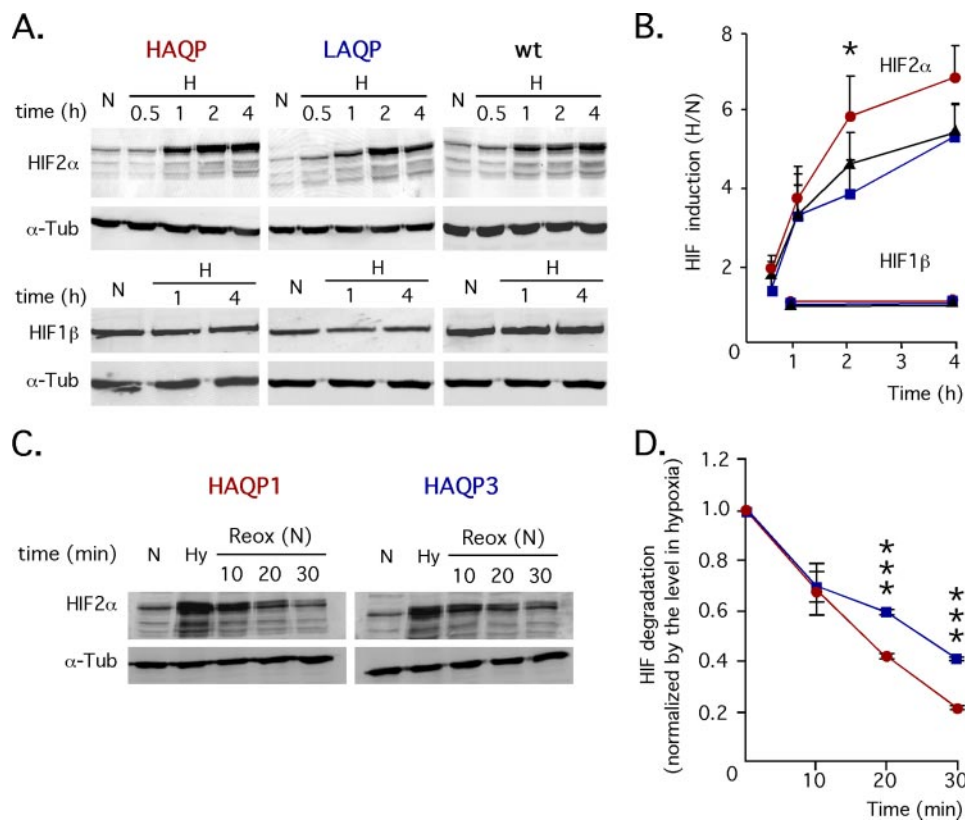 A.
HAQP LAQP wt
H H H
time (h) N 0.5 1 2 4 N 0.5 1 2 4 N 0.5 1 2 4
HIF2α
α-Tub
H H H
time (h) N 1 4 N 1 4 N 1 4
HIF1β
α-Tub
B.
HIF induction (H/N)
8
6
4
2
0
*
HIF2α
HIF1β
1 2 3 4
Time (h)
C.
HAQP1 HAQP3
Reox (N) Reox (N)
time (min) N Hy 10 20 30 N Hy 10 20 30
HIF2α
α-Tub
D.
HIF degradation
(normalized by the level in hypoxia)
1.2
1.0
0.8
0.6
0.4
0.2
0
***
***
10 20 30
Time (min)